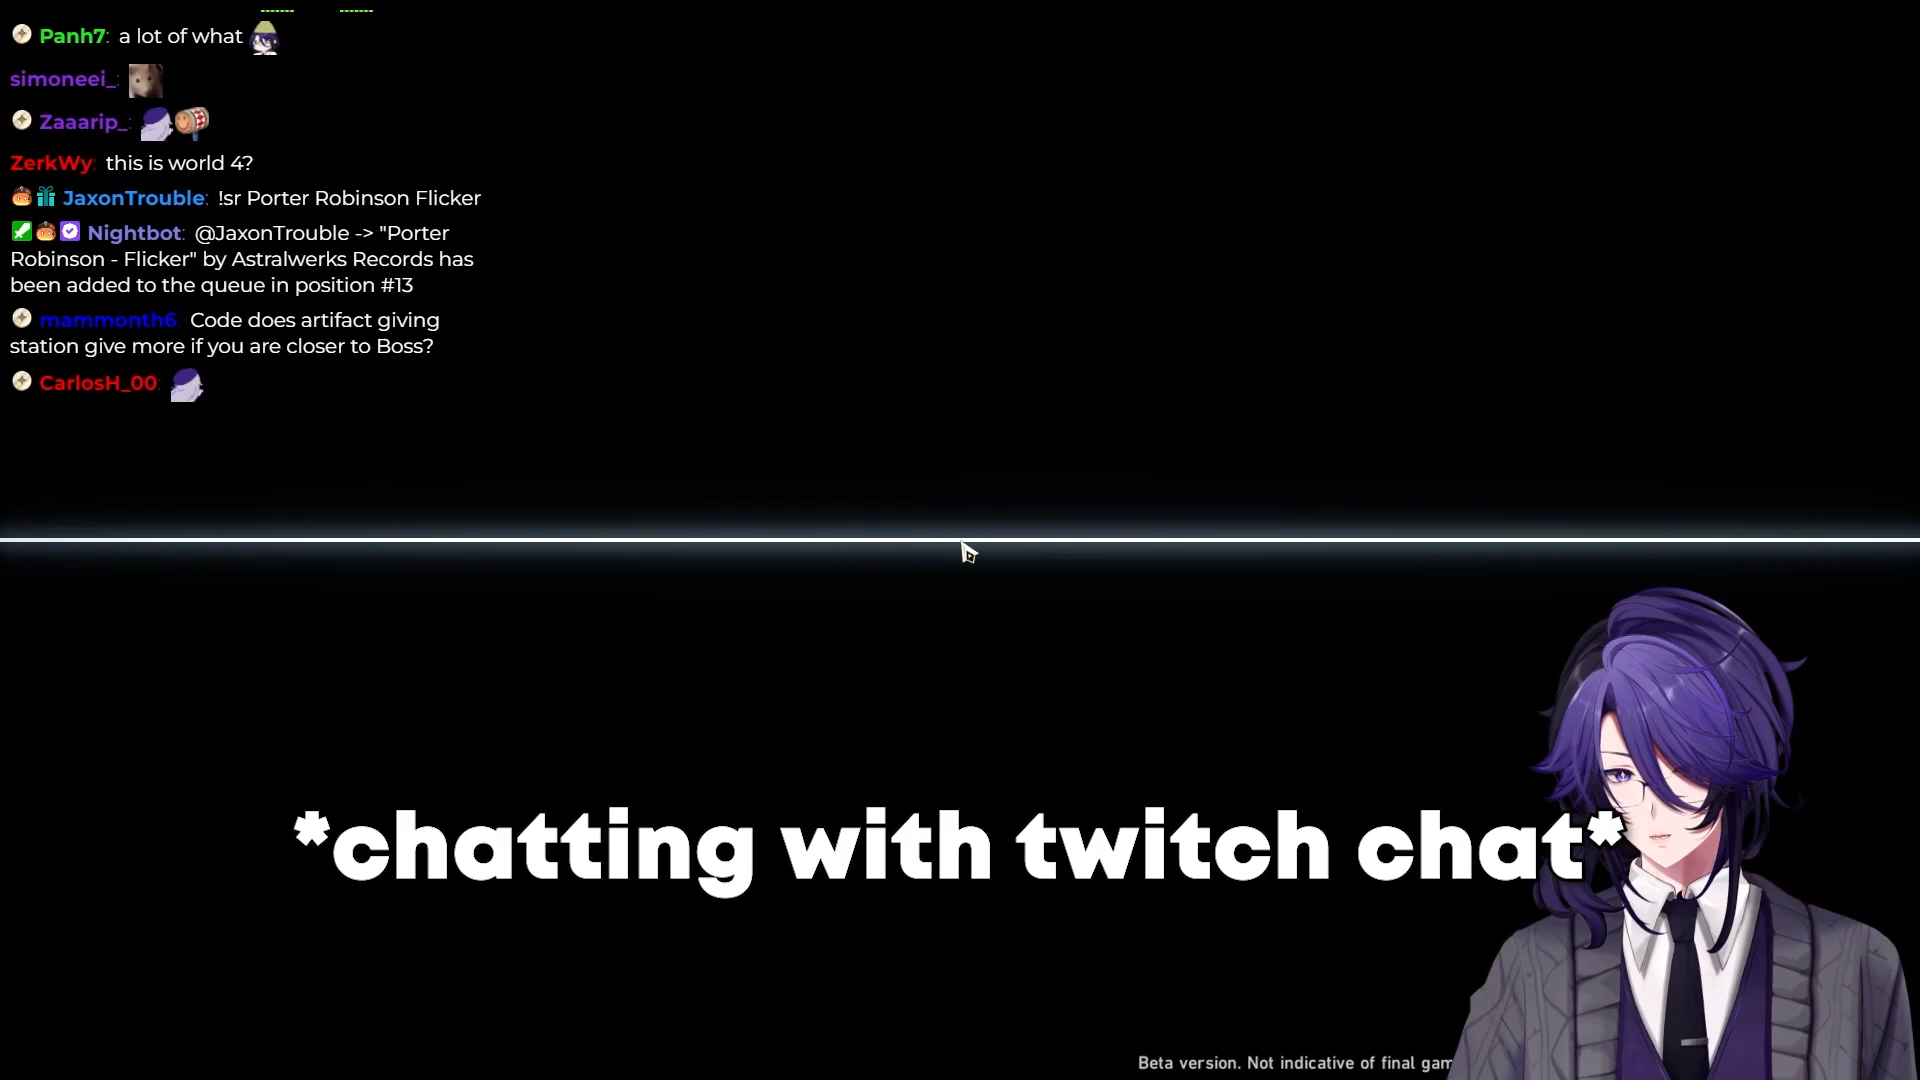 Panh7: a lot of what
simoneei_:
Zaaarip_:
ZerkWy: this is world 4?
JaxonTrouble: !sr Porter Robinson Flicker
Nightbot: @JaxonTrouble -> "Porter
Robinson - Flicker" by Astralwerks Records has
been added to the queue in position #13
mammonth6: Code does artifact giving
station give more if you are closer to Boss?
CarlosH_00:
*chatting with twitch chat*
Beta version. Not indicative of final gam